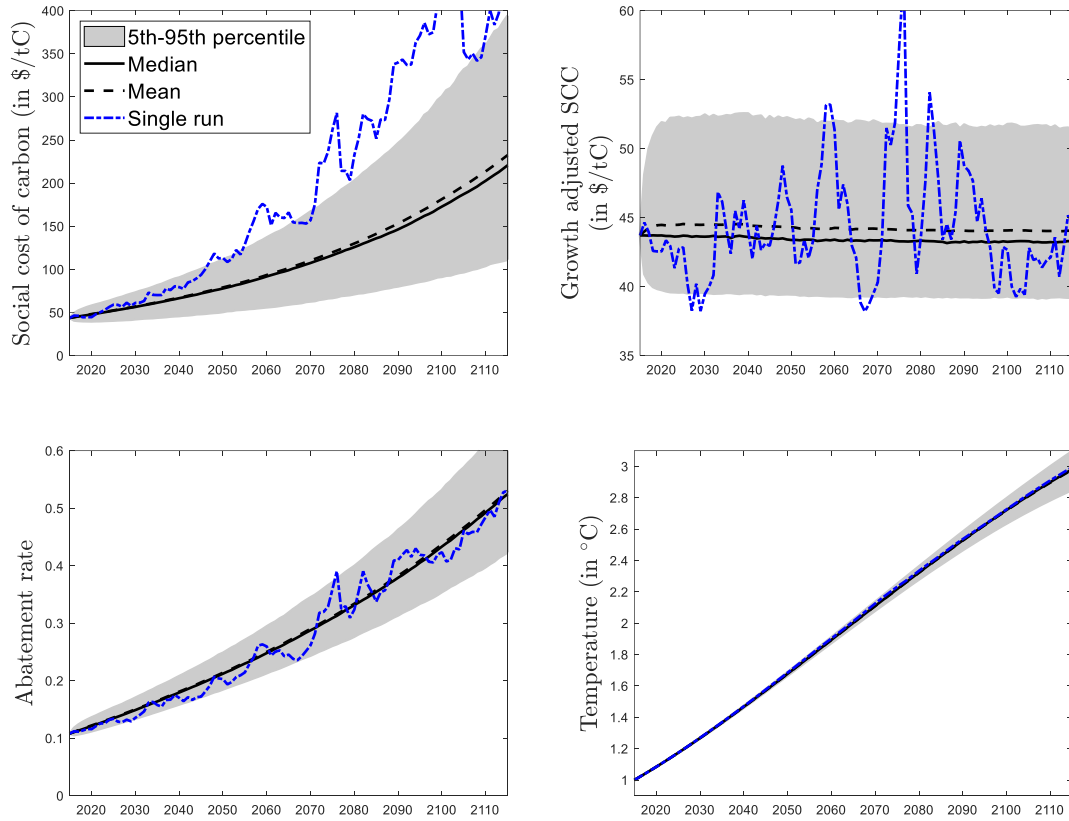 Social cost of carbon (in $/tC)
400
350
300
250
200
150
100
50
0
5th-95th percentile
Median
Mean
Single run
2020 2030 2040 2050 2060 2070 2080 2090 2100 2110
Growth adjusted SCC
(in $/tC)
60
55
50
45
40
35
2020 2030 2040 2050 2060 2070 2080 2090 2100 2110
Abatement rate
0.6
0.5
0.4
0.3
0.2
0.1
0
2020 2030 2040 2050 2060 2070 2080 2090 2100 2110
Temperature (in °C)
3
2.8
2.6
2.4
2.2
2
1.8
1.6
1.4
1.2
1
2020 2030 2040 2050 2060 2070 2080 2090 2100 2110